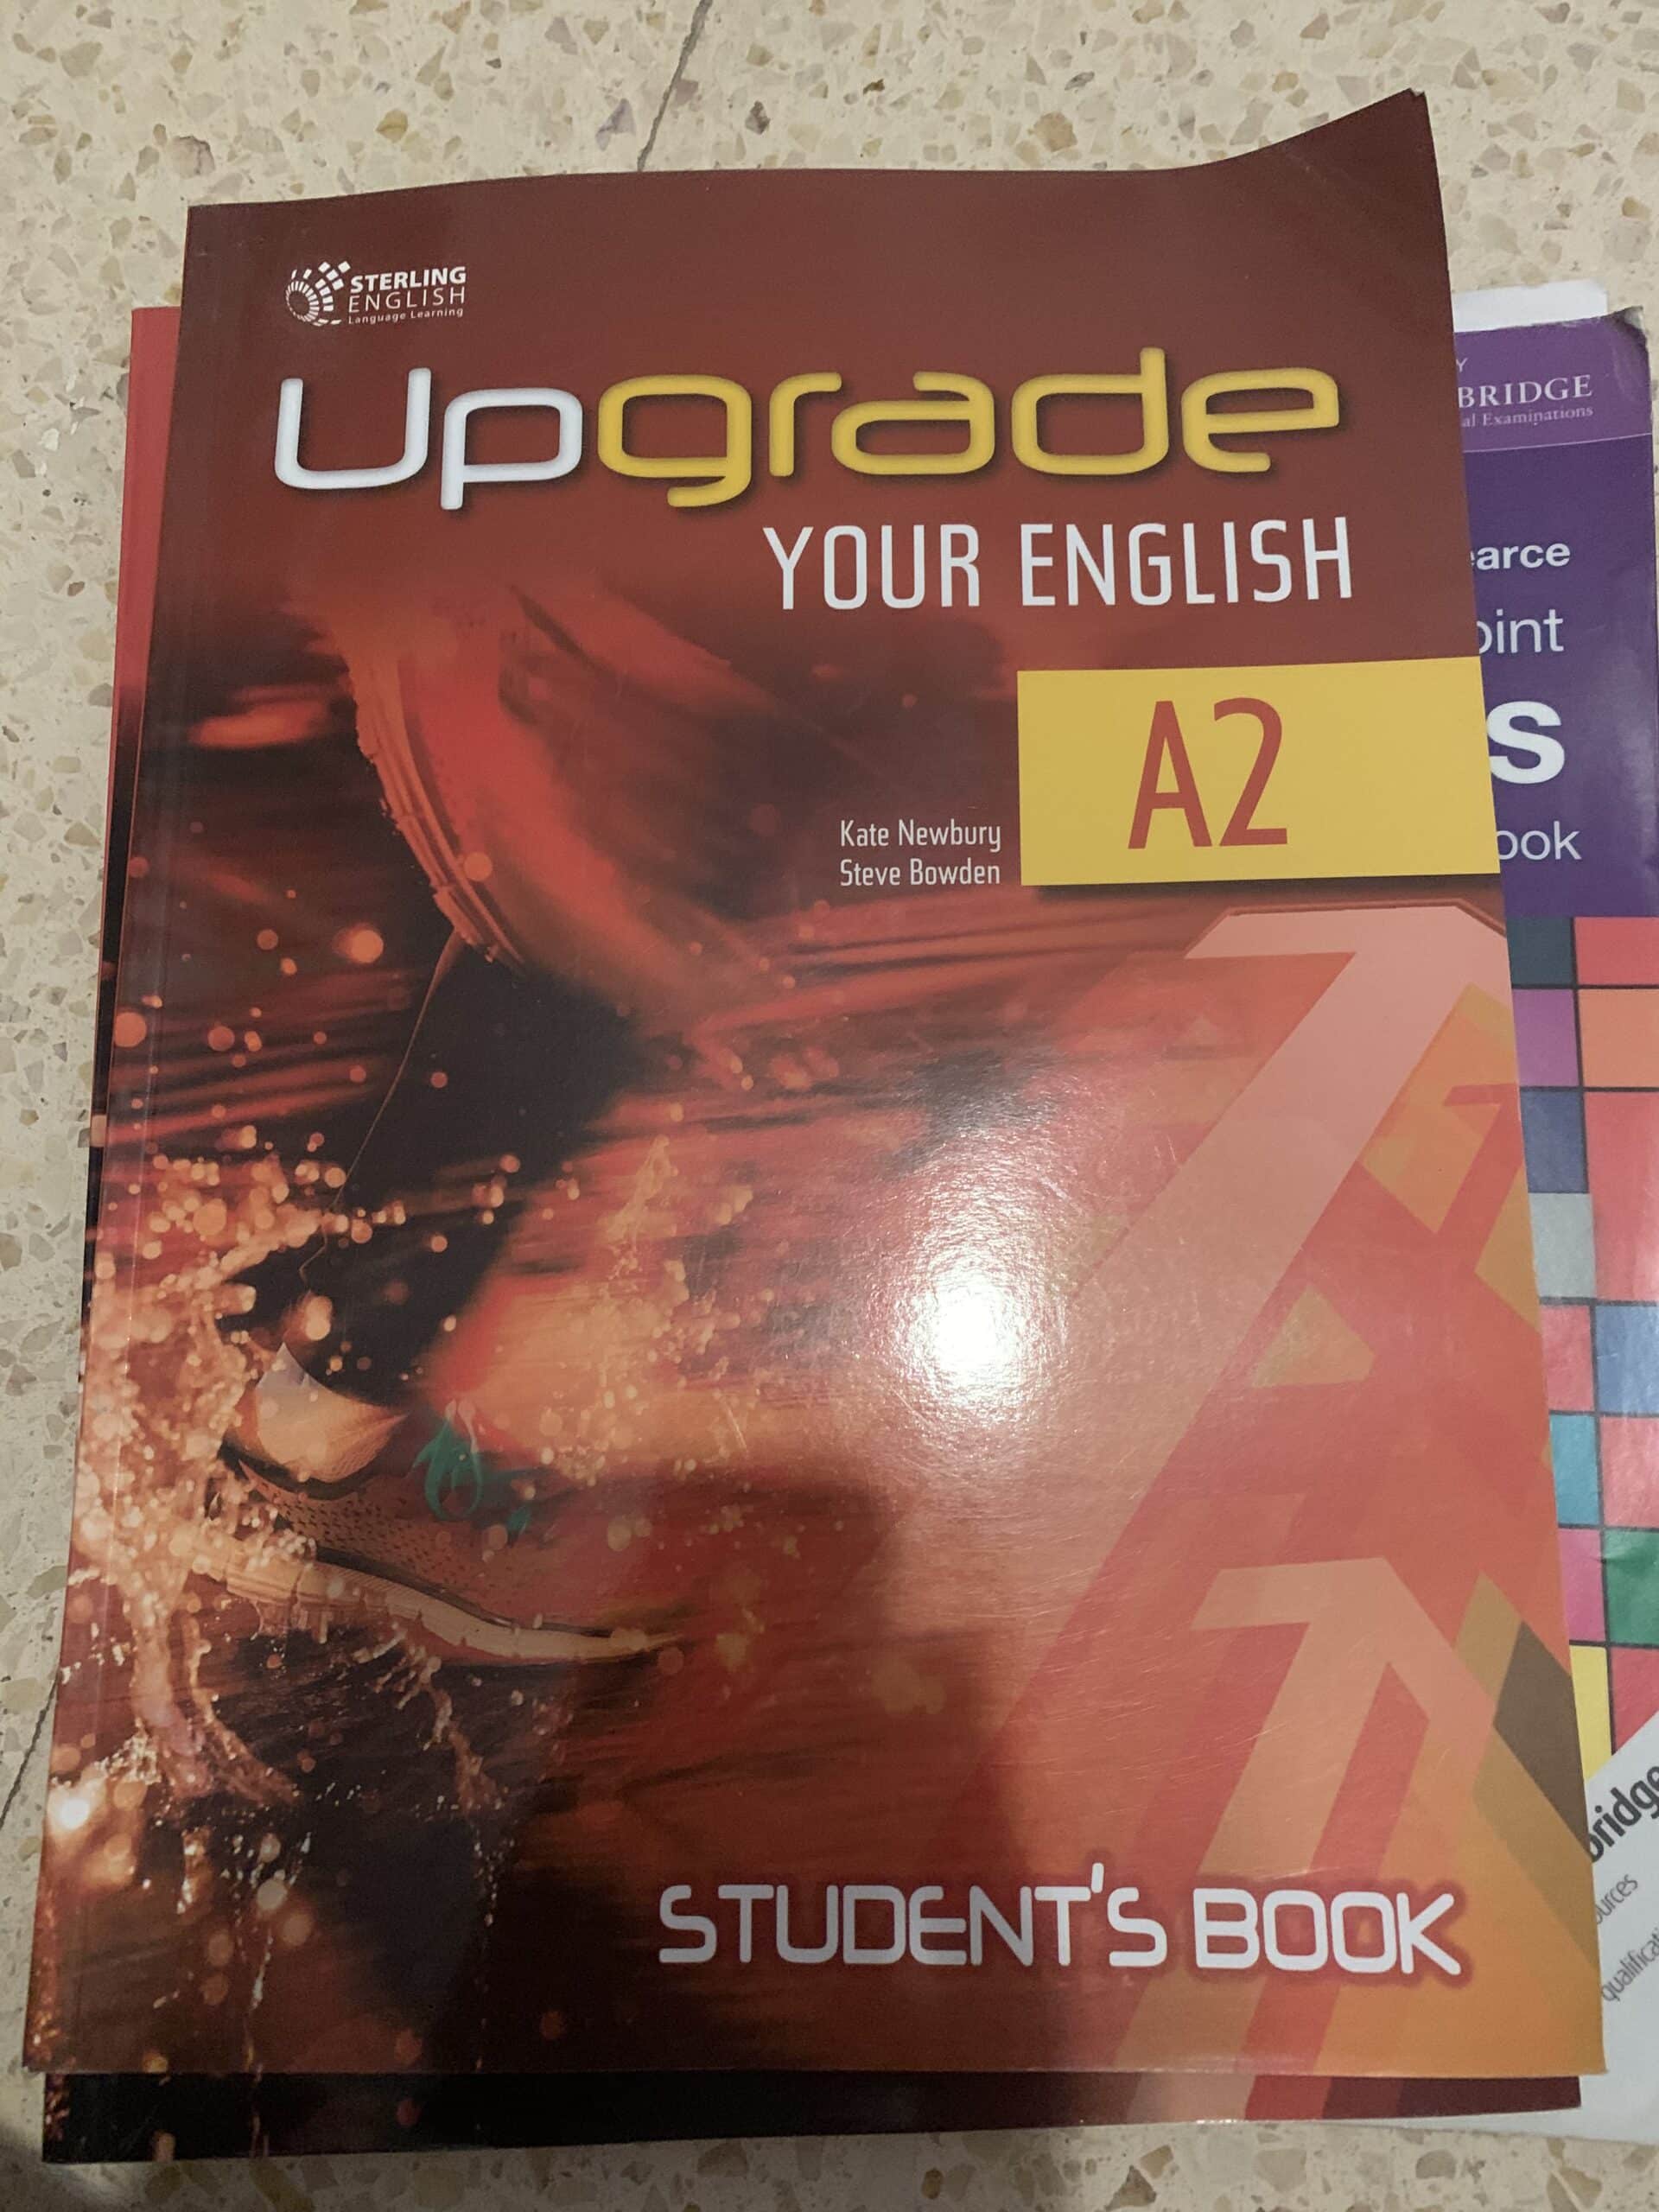 STERLING
ENGLISH
Language Learning
upgrade
YOUR ENGLISH
A2
Kate Newbury
Steve Bowden
STUDENT'S BOOK
BRIDGE
al Examinations
earce
oint
s
ook
bridge
urces
qualificati